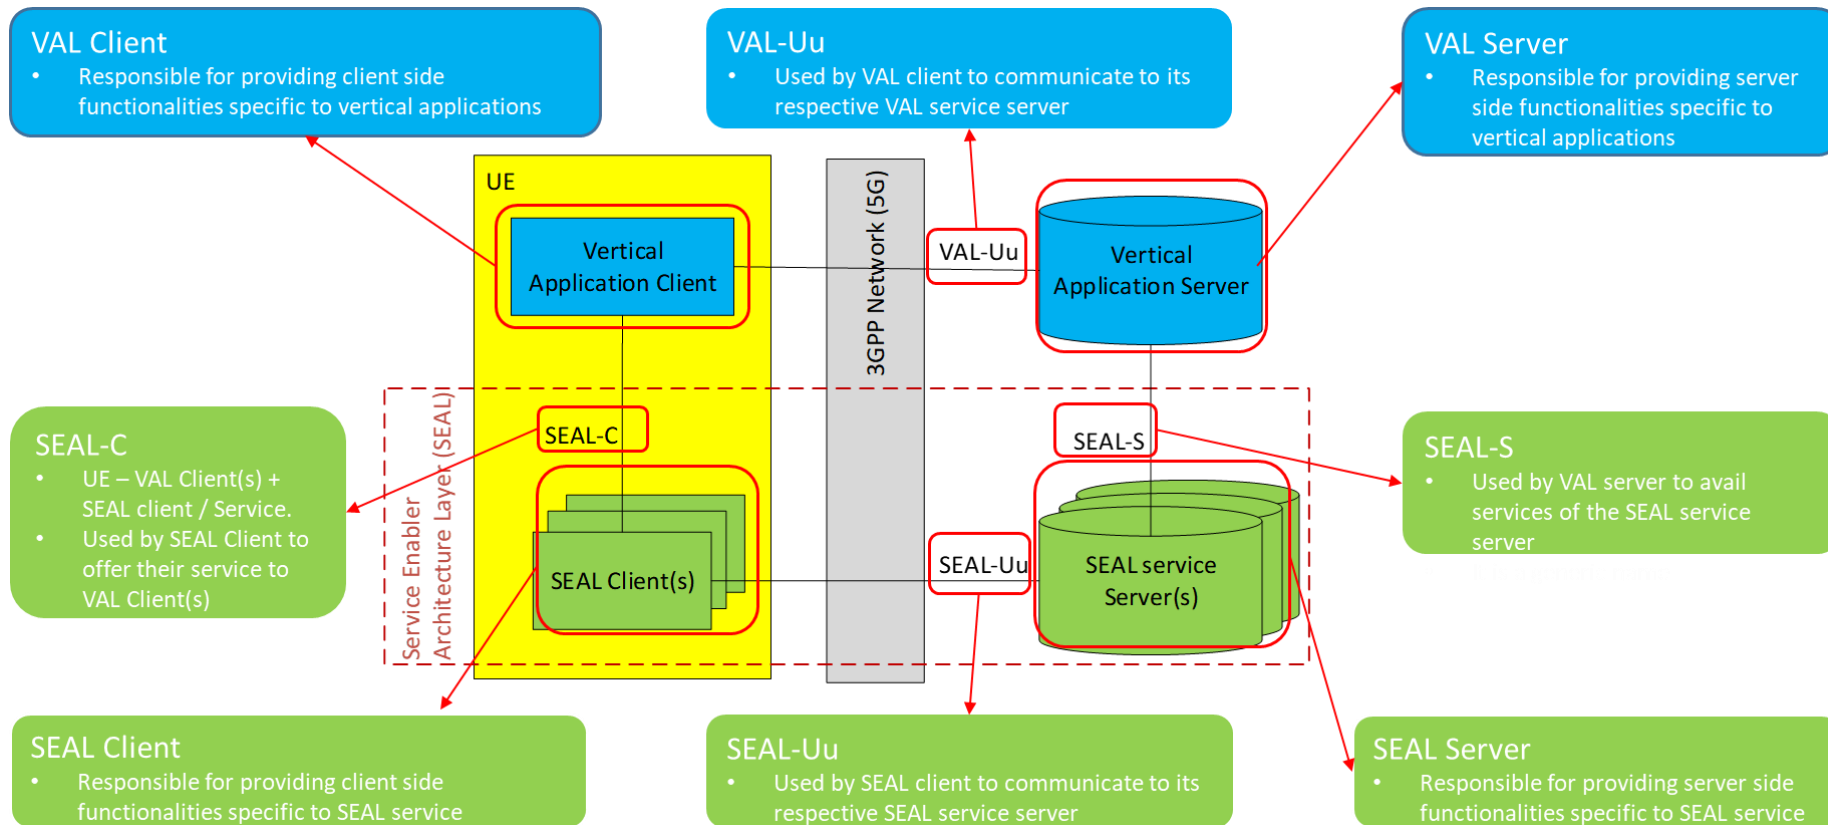 VAL Client
• Responsible for providing client side
functionalities specific to vertical applications
VAL-Uu
• Used by VAL client to communicate to its
respective VAL service server
VAL Server
• Responsible for providing server
side functionalities specific to
vertical applications
UE
Vertical
Application Client
3GPP Network (5G)
VAL-Uu
Vertical
Application Server
SEAL-C
• UE – VAL Client(s) +
SEAL client / Service.
• Used by SEAL Client to
offer their service to
VAL Client(s)
Service Enabler
Architecture Layer (SEAL)
SEAL-C
SEAL Client(s)
SEAL-Uu
SEAL-S
SEAL service
Server(s)
SEAL-S
• Used by VAL server to avail
services of the SEAL service
server
SEAL Client
• Responsible for providing client side
functionalities specific to SEAL service
SEAL-Uu
• Used by SEAL client to communicate to its
respective SEAL service server
SEAL Server
• Responsible for providing server side
functionalities specific to SEAL service